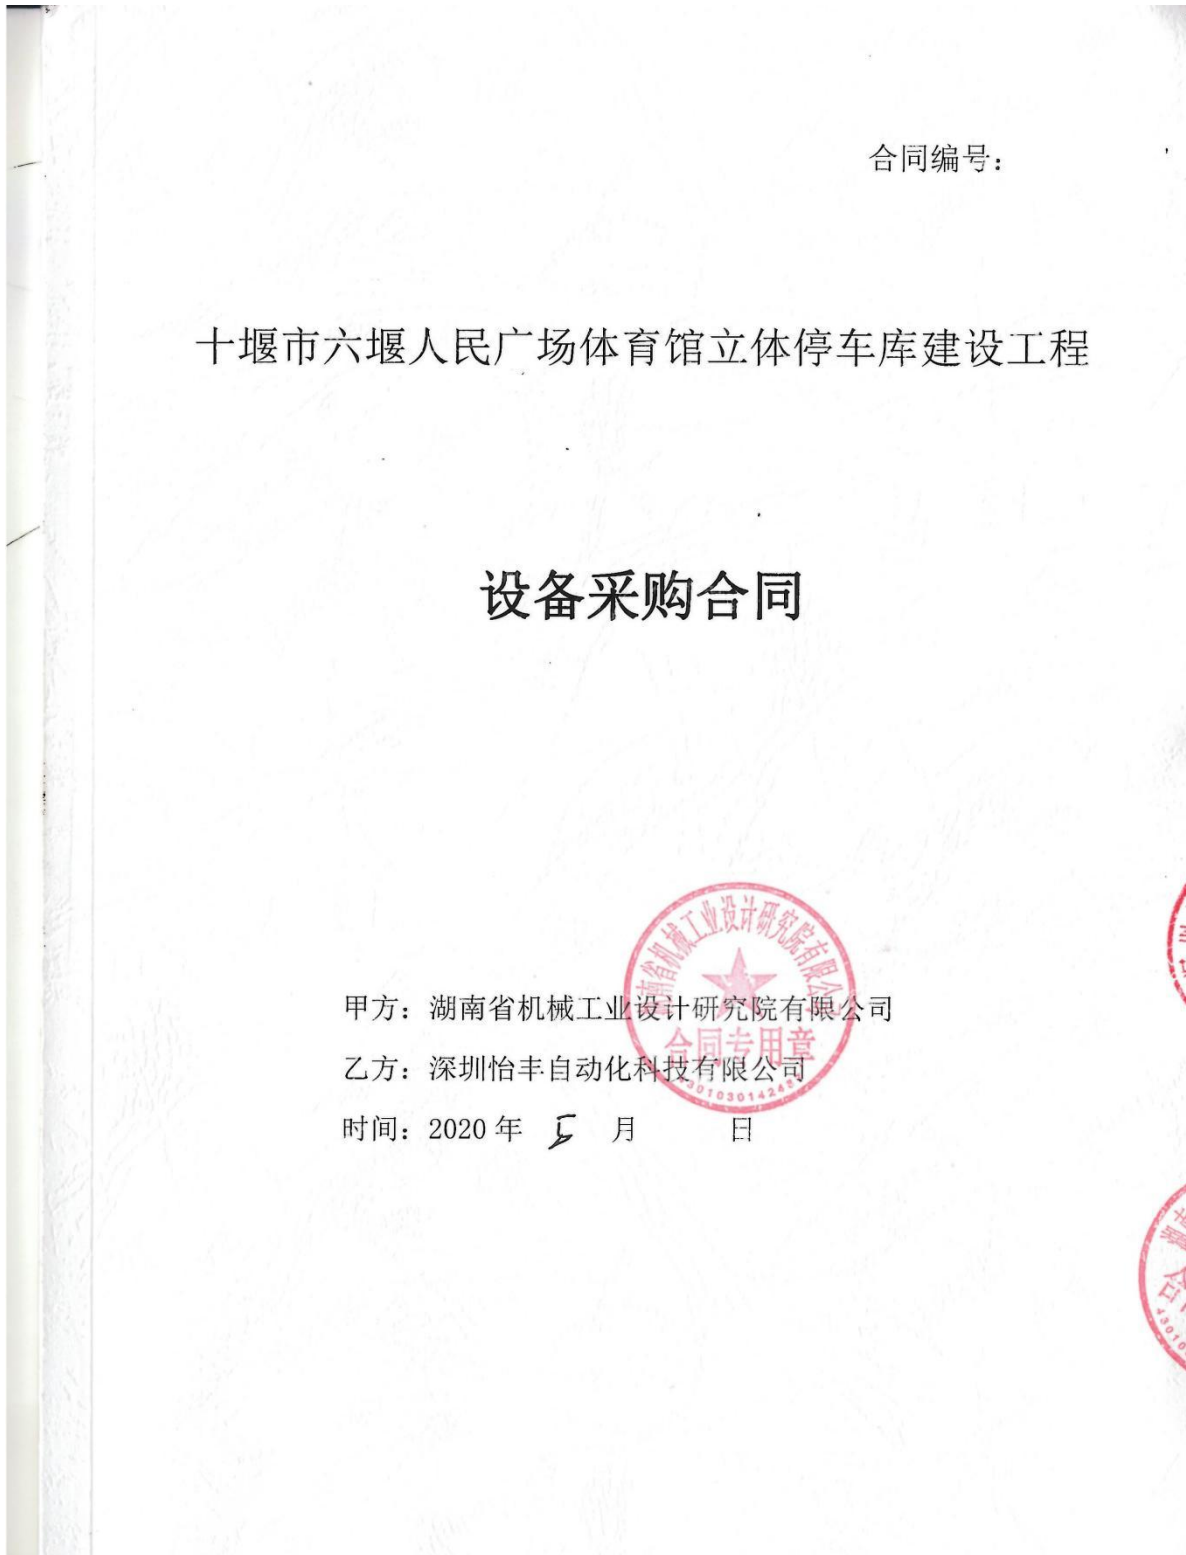 合同编号：
十堰市六堰人民广场体育馆立体停车库建设工程
设备采购合同
湖南省机械工业设计研究院有限公司
甲方：湖南省机械工业设计研究院有限公司
合同专用章
乙方：深圳怡丰自动化科技有限公司
时间：2020年 5 月 日